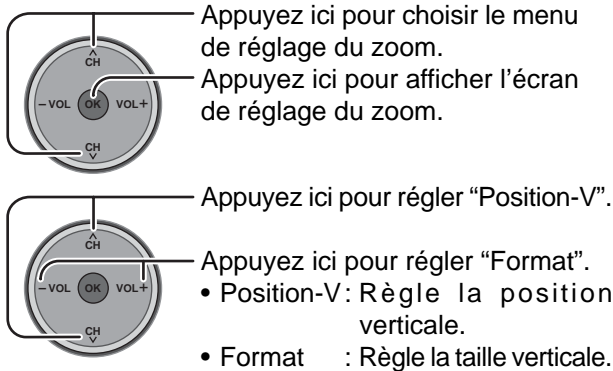 Appuyez ici pour choisir le menu
de réglage du zoom.
CH
Appuyez ici pour afficher l’écran
de réglage du zoom.
– VOL OK VOL +
CH
Appuyez ici pour régler “Position-V”.
CH
Appuyez ici pour régler “Format”.
– VOL OK VOL +
• Position-V : Règle la position
verticale.
CH
• Format : Règle la taille verticale.